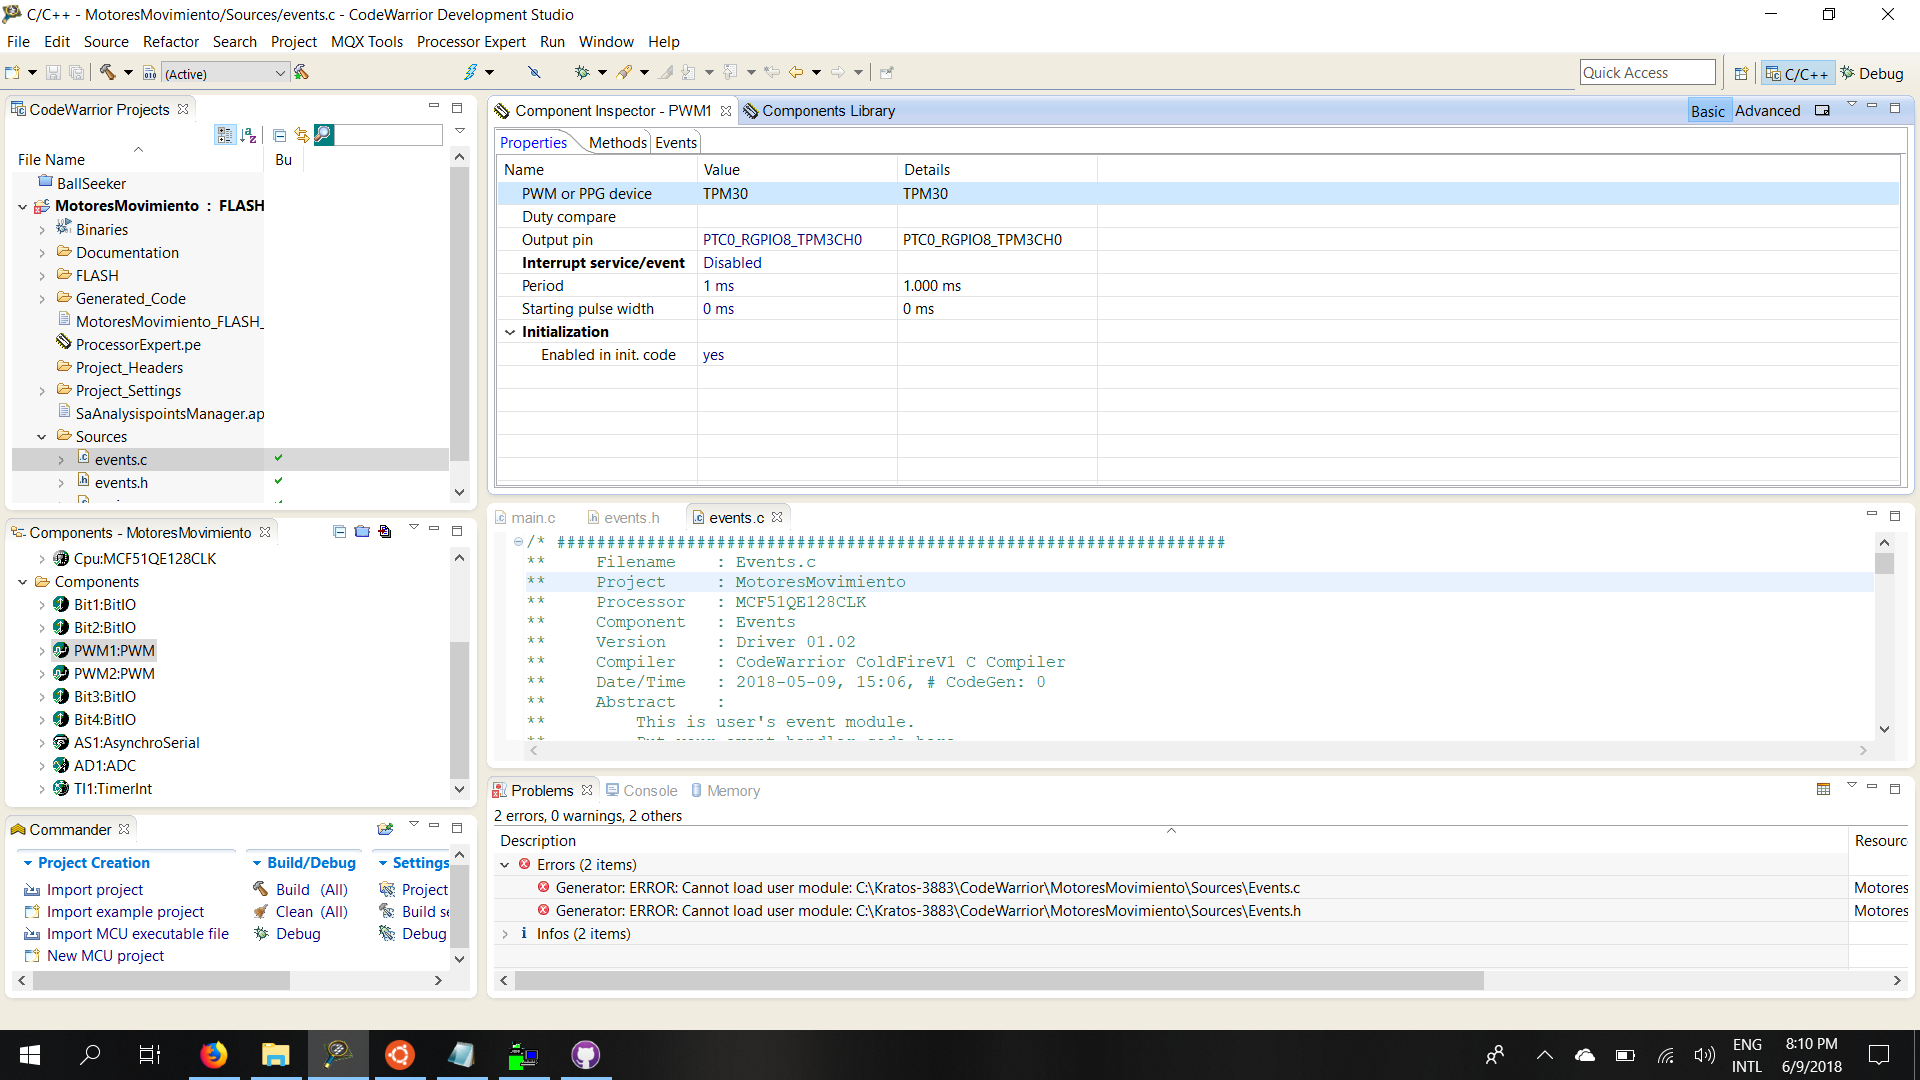 C/C++ - MotoresMovimiento/Sources/events.c - CodeWarrior Development Studio
File Edit Source Refactor Search Project MQX Tools Processor Expert Run Window Help
(Active)
Quick Access
C/C++
Debug
CodeWarrior Projects
File Name Bu
BallSeeker
MotoresMovimiento : FLASH
Binaries
Documentation
FLASH
Generated_Code
MotoresMovimiento_FLASH_
ProcessorExpert.pe
Project_Headers
Project_Settings
SaAnalysispointsManager.ap
Sources
events.c
events.h
Components - MotoresMovimiento
Cpu:MCF51QE128CLK
Components
Bit1:BitIO
Bit2:BitIO
PWM1:PWM
PWM2:PWM
Bit3:BitIO
Bit4:BitIO
AS1:AsynchroSerial
AD1:ADC
TI1:TimerInt
Commander
Project Creation
Import project
Import example project
Import MCU executable file
New MCU project
Build/Debug
Build (All)
Clean (All)
Debug
Settings
Project
Build se
Debug
Component Inspector - PWM1 Components Library
Basic Advanced
Properties Methods Events
Name Value Details
PWM or PPG device TPM30 TPM30
Duty compare
Output pin PTC0_RGPIO8_TPM3CH0 PTC0_RGPIO8_TPM3CH0
Interrupt service/event Disabled
Period 1 ms 1.000 ms
Starting pulse width 0 ms 0 ms
Initialization
Enabled in init. code yes
main.c events.h events.c
/* ###################################################################
** Filename : Events.c
** Project : MotoresMovimiento
** Processor : MCF51QE128CLK
** Component : Events
** Version : Driver 01.02
** Compiler : CodeWarrior ColdFireV1 C Compiler
** Date/Time : 2018-05-09, 15:06, # CodeGen: 0
** Abstract :
** This is user's event module.
** Put your event handler code here.
Problems Console Memory
2 errors, 0 warnings, 2 others
Description Resourc
Errors (2 items)
Generator: ERROR: Cannot load user module: C:\Kratos-3883\CodeWarrior\MotoresMovimiento\Sources\Events.c Motores
Generator: ERROR: Cannot load user module: C:\Kratos-3883\CodeWarrior\MotoresMovimiento\Sources\Events.h Motores
Infos (2 items)
ENG
INTL
8:10 PM
6/9/2018